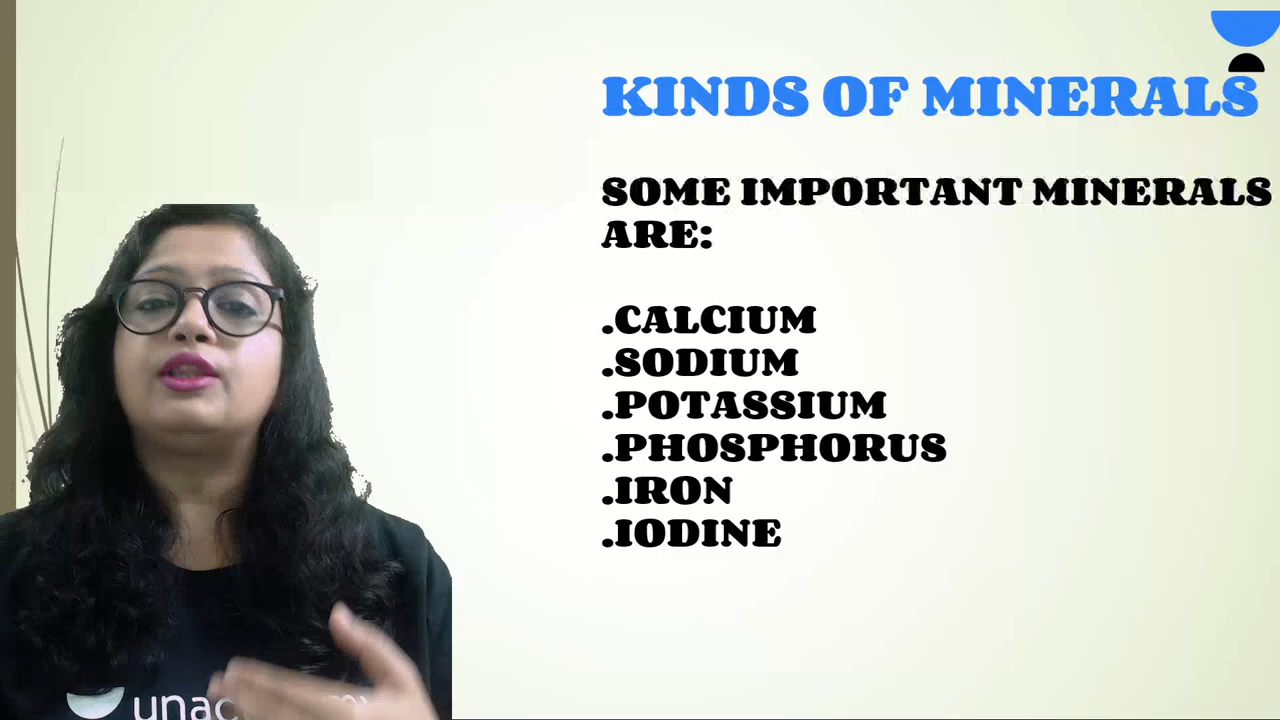 KINDS OF MINERALS
SOME IMPORTANT MINERALS
ARE:
.CALCIUM
.SODIUM
.POTASSIUM
.PHOSPHORUS
.IRON
.IODINE